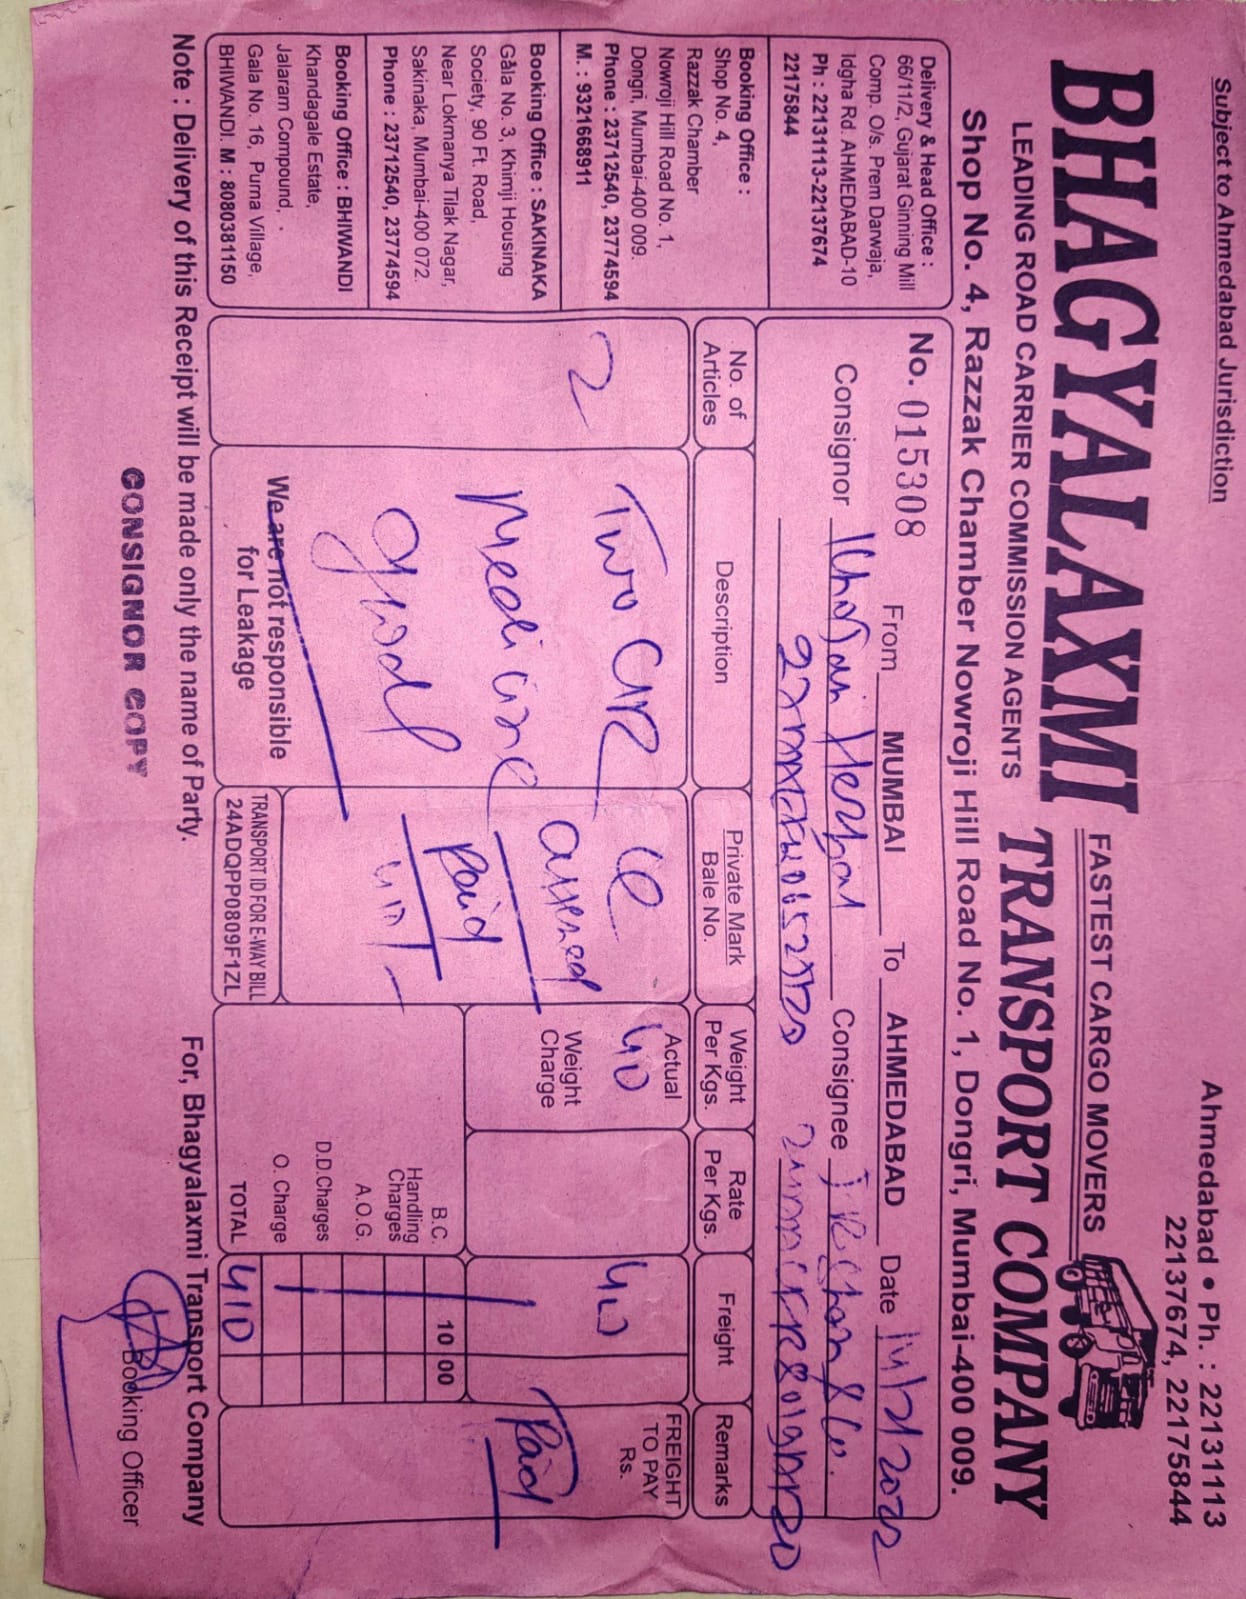 Subject to Ahmedabad Jurisdiction
Ahmedabad • Ph. : 22131113
22137674, 22175844
BHAGYALAXMI
FASTEST CARGO MOVERS
TRANSPORT COMPANY
LEADING ROAD CARRIER COMMISSION AGENTS
Shop No. 4, Razzak Chamber Nowroji Hill Road No. 1, Dongri, Mumbai-400 009.
Delivery & Head Office :
66/11/2, Gujarat Ginning Mill
Comp. O/s. Prem Darwaja,
Idgha Rd. AHMEDABAD-10
Ph : 22131113-22137674
22175844
Booking Office :
Shop No. 4,
Razzak Chamber
Nowroji Hill Road No. 1,
Dongri, Mumbai-400 009.
Phone : 23712540, 23774594
M. : 9321668911
Booking Office : SAKINAKA
Gala No. 3, Khimji Housing
Society, 90 Ft. Road,
Near Lokmanya Tilak Nagar,
Sakinaka, Mumbai-400 072.
Phone : 23712540, 23774594
Booking Office : BHIWANDI
Khandagale Estate,
Jalaram Compound,
Gala No. 16, Purna Village,
BHIWANDI. M : 8080381150
No. 015308 From MUMBAI To AHMEDABAD Date
Consignor Consignee
No. of Articles
Description
Private Mark Bale No.
Weight Per Kgs.
Rate Per Kgs.
Freight
Remarks
2
Two
Medicine
We are not responsible
for Leakage
Paid
TRANSPORT ID FOR E-WAY BILL
24ADQPP0809F1ZL
Actual
40
Weight
Charge
FREIGHT
TO PAY
Rs.
Paid
B.C. 10 00
Handling
Charges
A.O.G.
D.D.Charges
O. Charge
TOTAL 410
Note : Delivery of this Receipt will be made only the name of Party.
For, Bhagyalaxmi Transport Company
CONSIGNOR COPY
Booking Officer